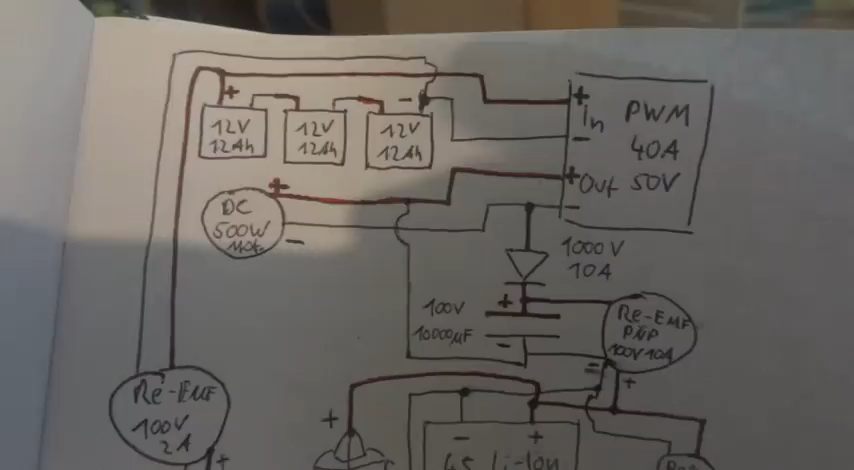 +
-
12V
12Ah
12V
12Ah
12V
12Ah
+
In
-
PWM
40A
50V
+
Out
-
+
DC
500W
-
1000V
10A
+
100V
10000µF
-
Re-EMF
PNP
100V 10A
=
+
Re-EMF
100V
2A
+
+
-
+
4S Li-Ion